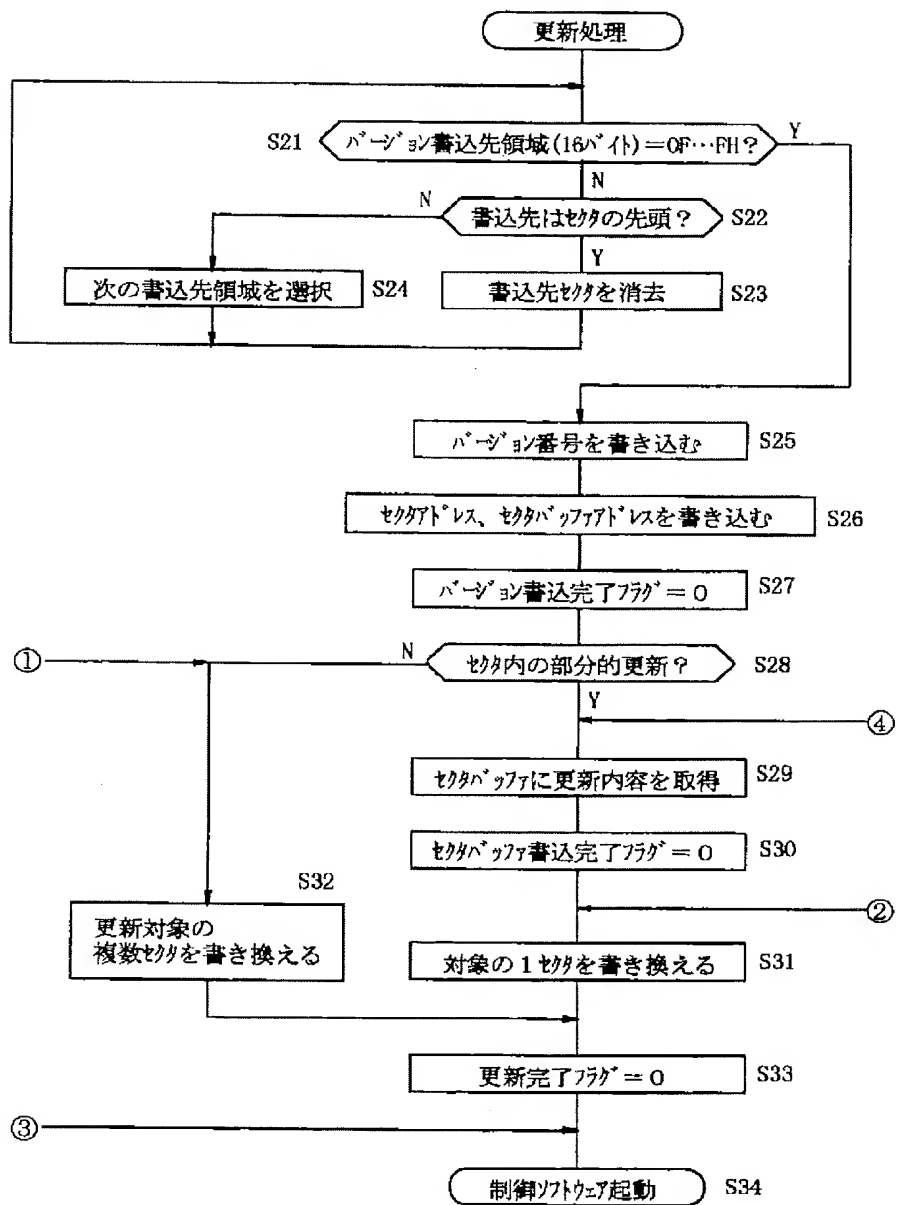 更新処理
S21 バージョン書込先領域(16バイト)=0F…FH? Y
N
N 書込先はセクタの先頭? S22
Y
次の書込先領域を選択 S24 書込先セクタを消去 S23
バージョン番号を書き込む S25
セクタアドレス、セクタバッファアドレスを書き込む S26
バージョン書込完了フラグ=0 S27
① N セクタ内の部分的更新? S28
Y
④
セクタバッファに更新内容を取得 S29
セクタバッファ書込完了フラグ=0 S30
S32
②
更新対象の
複数セクタを書き換える
対象の1セクタを書き換える S31
更新完了フラグ=0 S33
③
制御ソフトウェア起動 S34